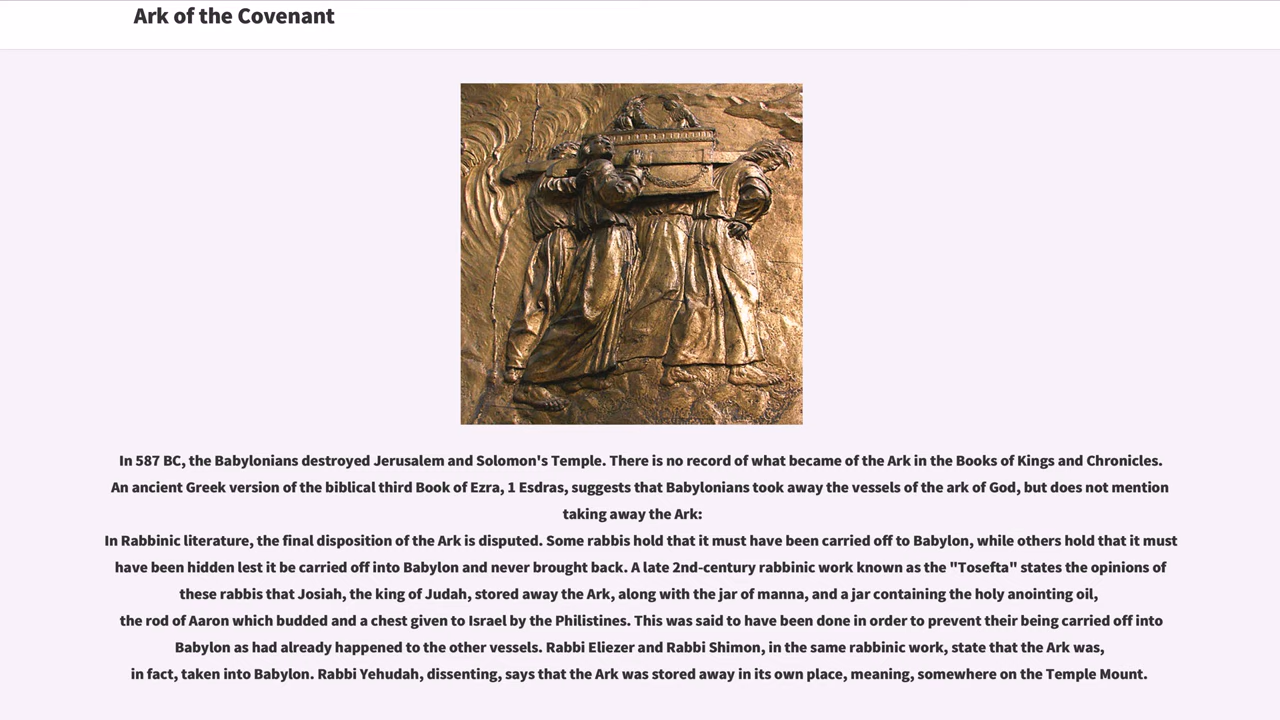 Ark of the Covenant
In 587 BC, the Babylonians destroyed Jerusalem and Solomon's Temple. There is no record of what became of the Ark in the Books of Kings and Chronicles.
An ancient Greek version of the biblical third Book of Ezra, 1 Esdras, suggests that Babylonians took away the vessels of the ark of God, but does not mention
taking away the Ark:
In Rabbinic literature, the final disposition of the Ark is disputed. Some rabbis hold that it must have been carried off to Babylon, while others hold that it must
have been hidden lest it be carried off into Babylon and never brought back. A late 2nd-century rabbinic work known as the "Tosefta" states the opinions of
these rabbis that Josiah, the king of Judah, stored away the Ark, along with the jar of manna, and a jar containing the holy anointing oil,
the rod of Aaron which budded and a chest given to Israel by the Philistines. This was said to have been done in order to prevent their being carried off into
Babylon as had already happened to the other vessels. Rabbi Eliezer and Rabbi Shimon, in the same rabbinic work, state that the Ark was,
in fact, taken into Babylon. Rabbi Yehudah, dissenting, says that the Ark was stored away in its own place, meaning, somewhere on the Temple Mount.